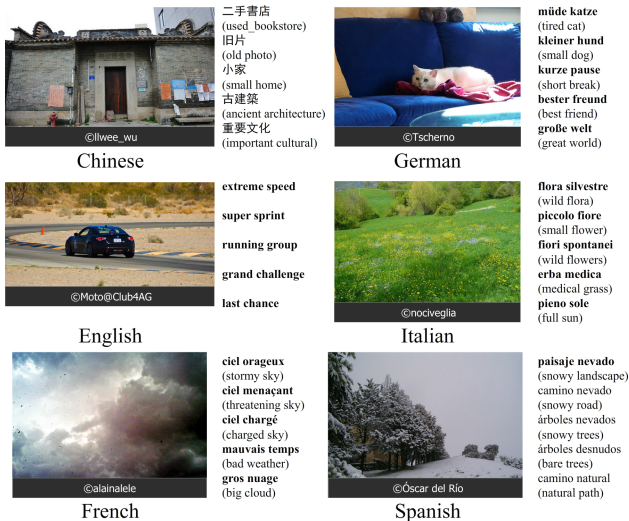 二手書店
(used_bookstore)
旧片
(old photo)
小家
(small home)
古建築
(ancient architecture)
重要文化
(important cultural)
©llwee_wu
Chinese
müde katze
(tired cat)
kleiner hund
(small dog)
kurze pause
(short break)
bester freund
(best friend)
große welt
(great world)
©Tscherno
German
extreme speed
super sprint
running group
grand challenge
last chance
©Moto@Club4AG
English
flora silvestre
(wild flora)
piccolo fiore
(small flower)
fiori spontanei
(wild flowers)
erba medica
(medical grass)
pieno sole
(full sun)
©nociveglia
Italian
ciel orageux
(stormy sky)
ciel menaçant
(threatening sky)
ciel chargé
(charged sky)
mauvais temps
(bad weather)
gros nuage
(big cloud)
©alainalele
French
paisaje nevado
(snowy landscape)
camino nevado
(snowy road)
árboles nevados
(snowy trees)
árboles desnudos
(bare trees)
camino natural
(natural path)
©Óscar del Río
Spanish